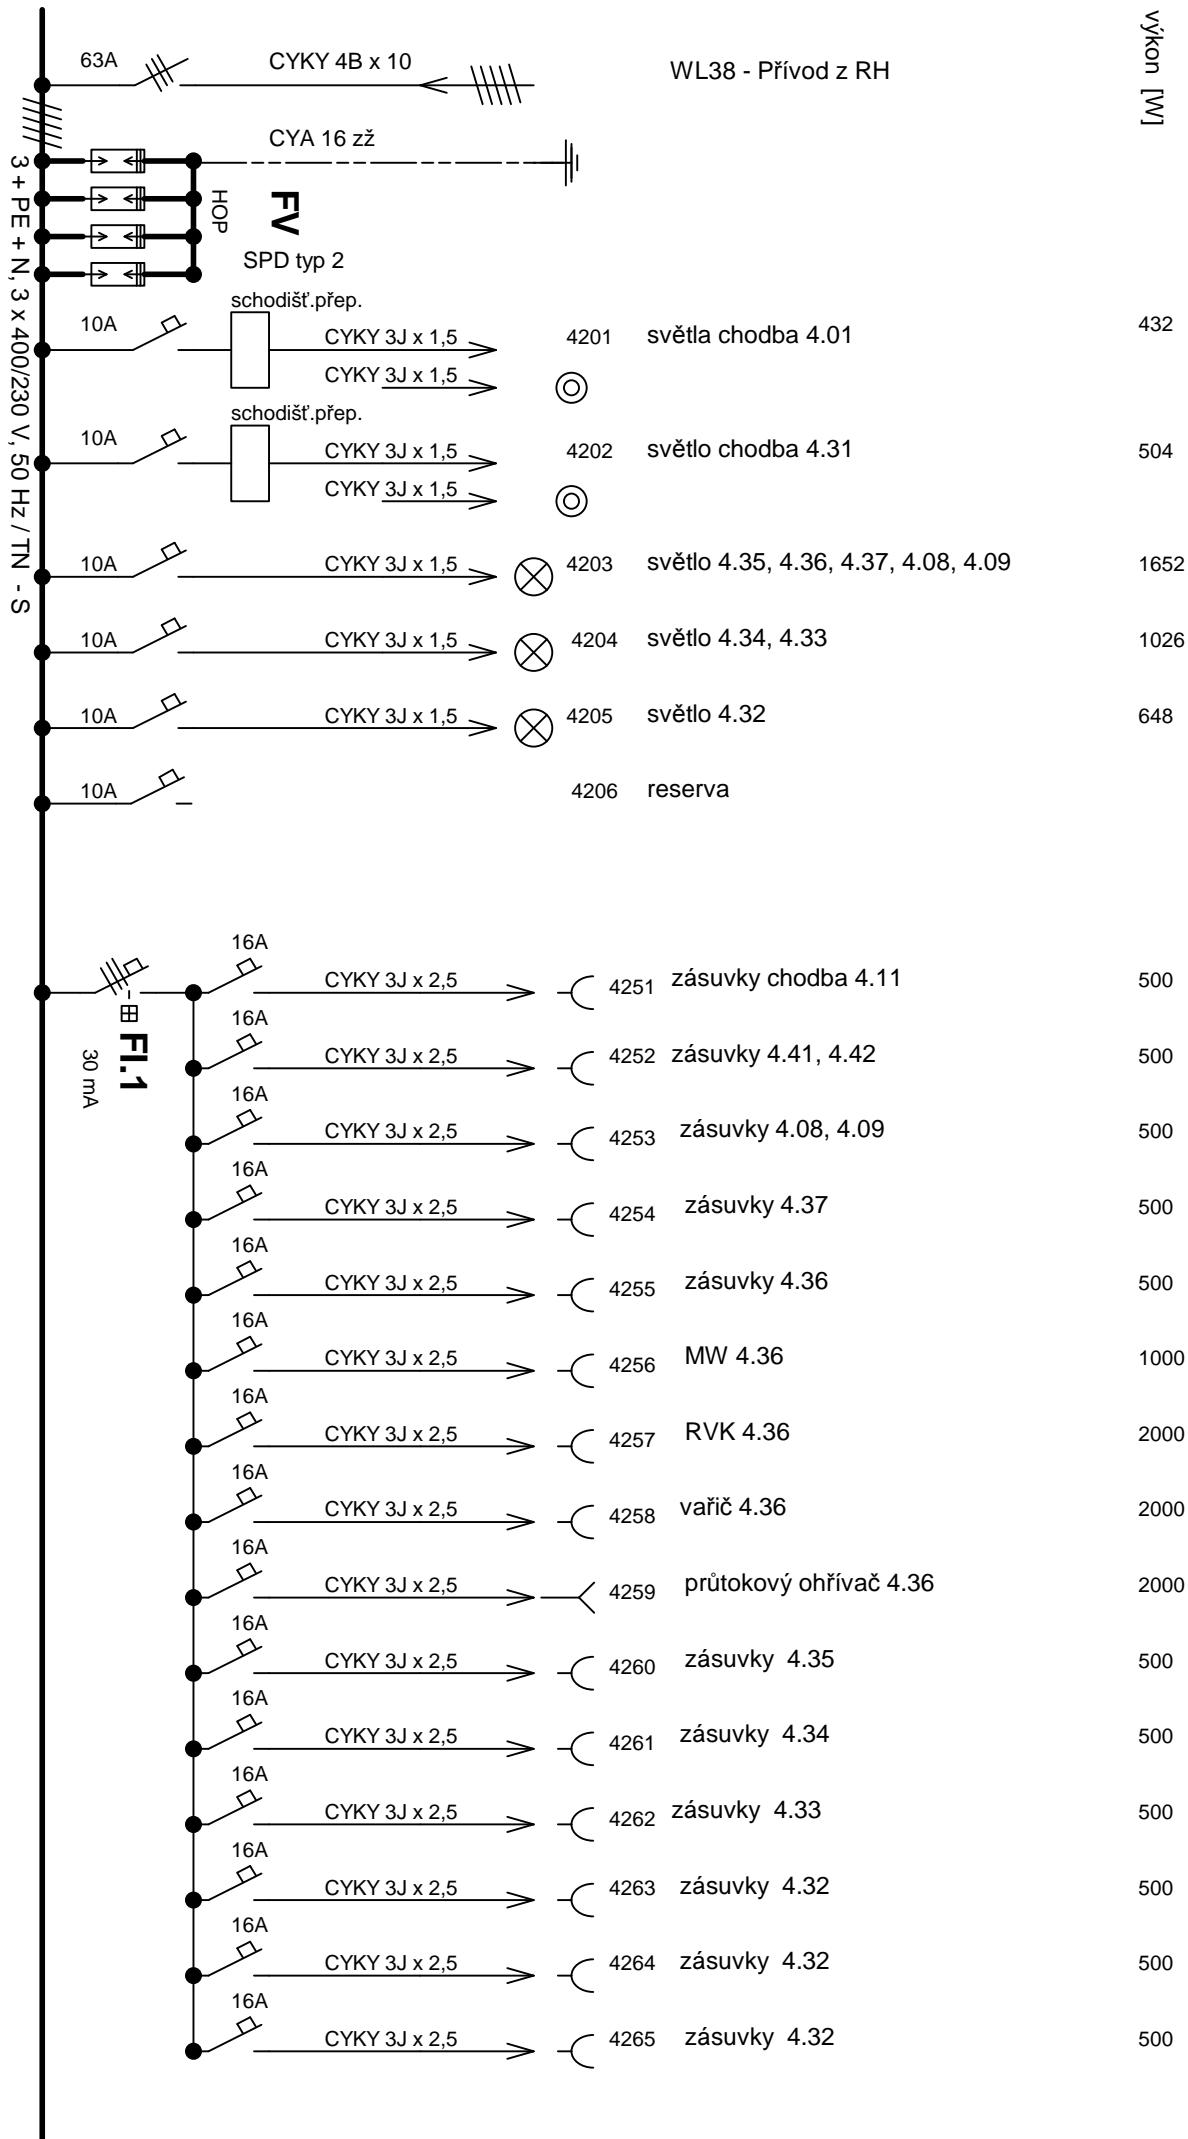 výkon [W]
63A CYKY 4B x 10 WL38 - Přívod z RH
CYA 16 zž
3 + PE + N, 3 x 400/230 V, 50 Hz / TN - S
HOP
FV
SPD typ 2
schodišť.přep.
10A CYKY 3J x 1,5 4201 světla chodba 4.01 432
CYKY 3J x 1,5
schodišť.přep.
10A CYKY 3J x 1,5 4202 světlo chodba 4.31 504
CYKY 3J x 1,5
10A CYKY 3J x 1,5 4203 světlo 4.35, 4.36, 4.37, 4.08, 4.09 1652
10A CYKY 3J x 1,5 4204 světlo 4.34, 4.33 1026
10A CYKY 3J x 1,5 4205 světlo 4.32 648
10A 4206 reserva
FI.1
30 mA
16A
CYKY 3J x 2,5 4251 zásuvky chodba 4.11 500
16A
CYKY 3J x 2,5 4252 zásuvky 4.41, 4.42 500
16A
CYKY 3J x 2,5 4253 zásuvky 4.08, 4.09 500
16A
CYKY 3J x 2,5 4254 zásuvky 4.37 500
16A
CYKY 3J x 2,5 4255 zásuvky 4.36 500
16A
CYKY 3J x 2,5 4256 MW 4.36 1000
16A
CYKY 3J x 2,5 4257 RVK 4.36 2000
16A
CYKY 3J x 2,5 4258 vařič 4.36 2000
16A
CYKY 3J x 2,5 4259 průtokový ohřívač 4.36 2000
16A
CYKY 3J x 2,5 4260 zásuvky 4.35 500
16A
CYKY 3J x 2,5 4261 zásuvky 4.34 500
16A
CYKY 3J x 2,5 4262 zásuvky 4.33 500
16A
CYKY 3J x 2,5 4263 zásuvky 4.32 500
16A
CYKY 3J x 2,5 4264 zásuvky 4.32 500
16A
CYKY 3J x 2,5 4265 zásuvky 4.32 500